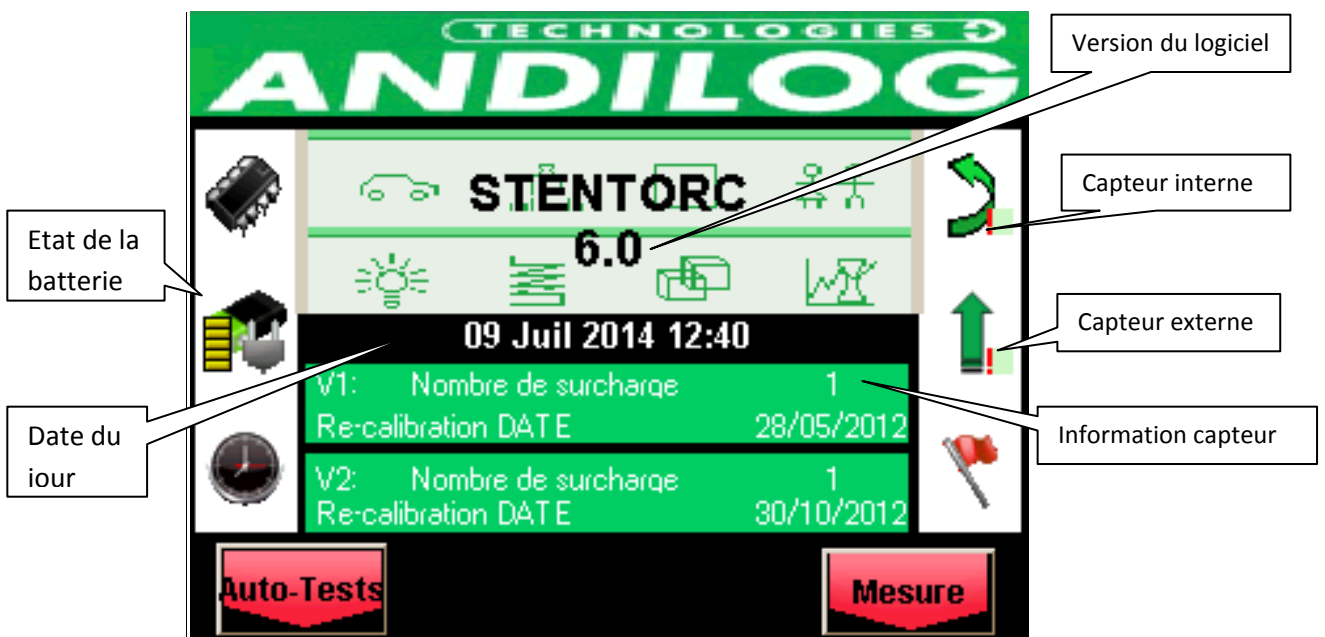 TECHNOLOGIES
ANDILOG
Version du logiciel
STENTORC
6.0
Capteur interne
Etat de la
batterie
09 Juil 2014 12:40
Capteur externe
V1: Nombre de surcharge 1
Re-calibration DATE 28/05/2012
Information capteur
Date du
iour
V2: Nombre de surcharge 1
Re-calibration DATE 30/10/2012
Auto-Tests
Mesure